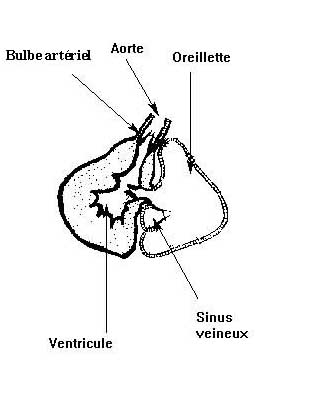 Bulbe artériel
Aorte
Oreillette
Sinus
veineux
Ventricule